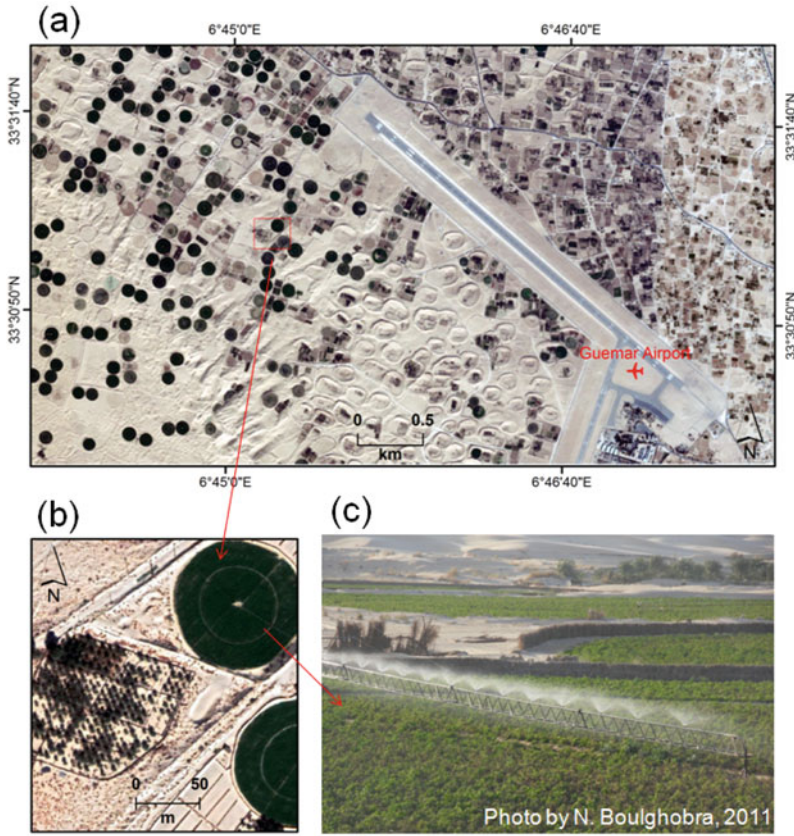 (a)
6°45'0"E
6°46'40"E
33°31'40"N
33°31'40"N
33°30'50"N
33°30'50"N
Guemar Airport
0 0.5
km
N
6°45'0"E
6°46'40"E
(b)
(c)
N
0 50
m
Photo by N. Boulghobra, 2011